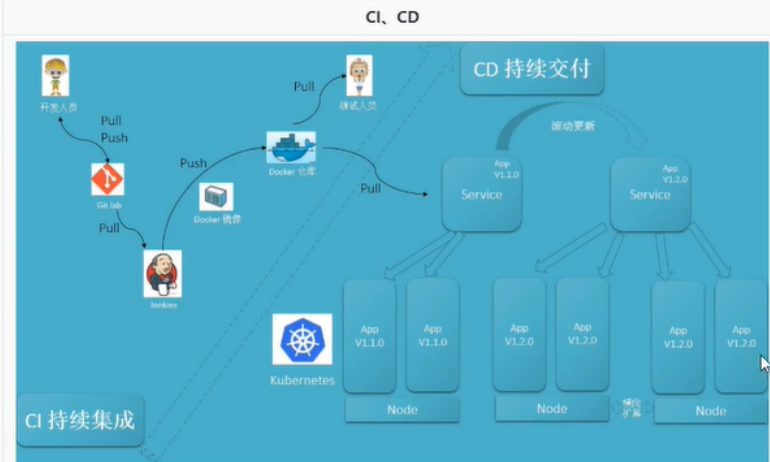 CI、CD
CD 持续交付
开发人员
Pull
Push
Git lab
Pull
Jenkins
Push
Docker 镜像
Docker 仓库
Pull
测试人员
Pull
滚动更新
App
V1.1.0
Service
App
V1.2.0
Service
Kubernetes
App
V1.1.0
App
V1.1.0
App
V1.2.0
App
V1.2.0
App
V1.2.0
App
V1.2.0
Node
Node
横向
扩展
Node
CI 持续集成